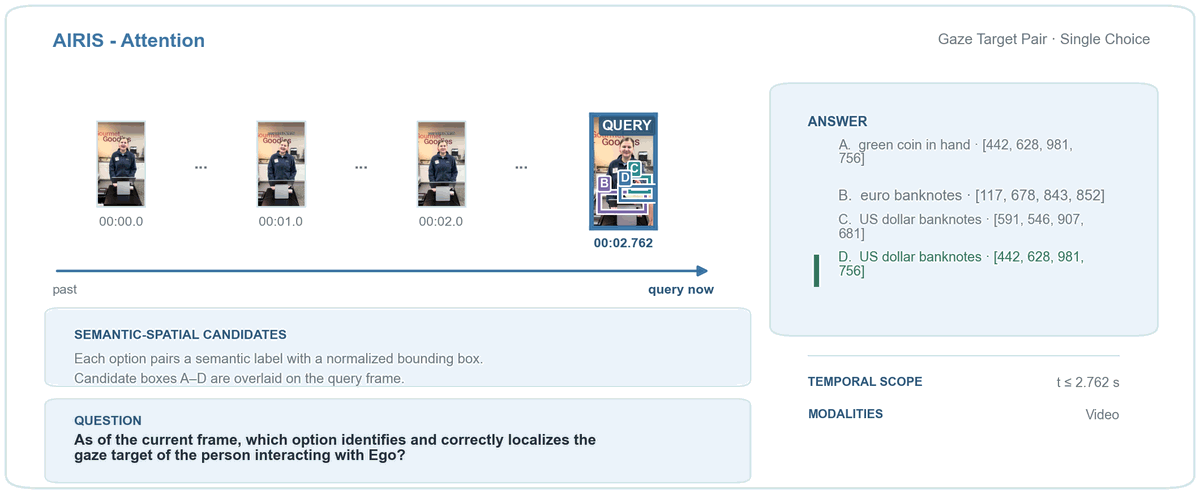 AIRIS - Attention
Gaze Target Pair · Single Choice
QUERY
B
D
C
...
...
...
00:00.0
00:01.0
00:02.0
00:02.762
past
query now
SEMANTIC-SPATIAL CANDIDATES
Each option pairs a semantic label with a normalized bounding box.
Candidate boxes A–D are overlaid on the query frame.
QUESTION
As of the current frame, which option identifies and correctly localizes the
gaze target of the person interacting with Ego?
ANSWER
A. green coin in hand · [442, 628, 981,
756]
B. euro banknotes · [117, 678, 843, 852]
C. US dollar banknotes · [591, 546, 907,
681]
D. US dollar banknotes · [442, 628, 981,
756]
TEMPORAL SCOPE
t ≤ 2.762 s
MODALITIES
Video